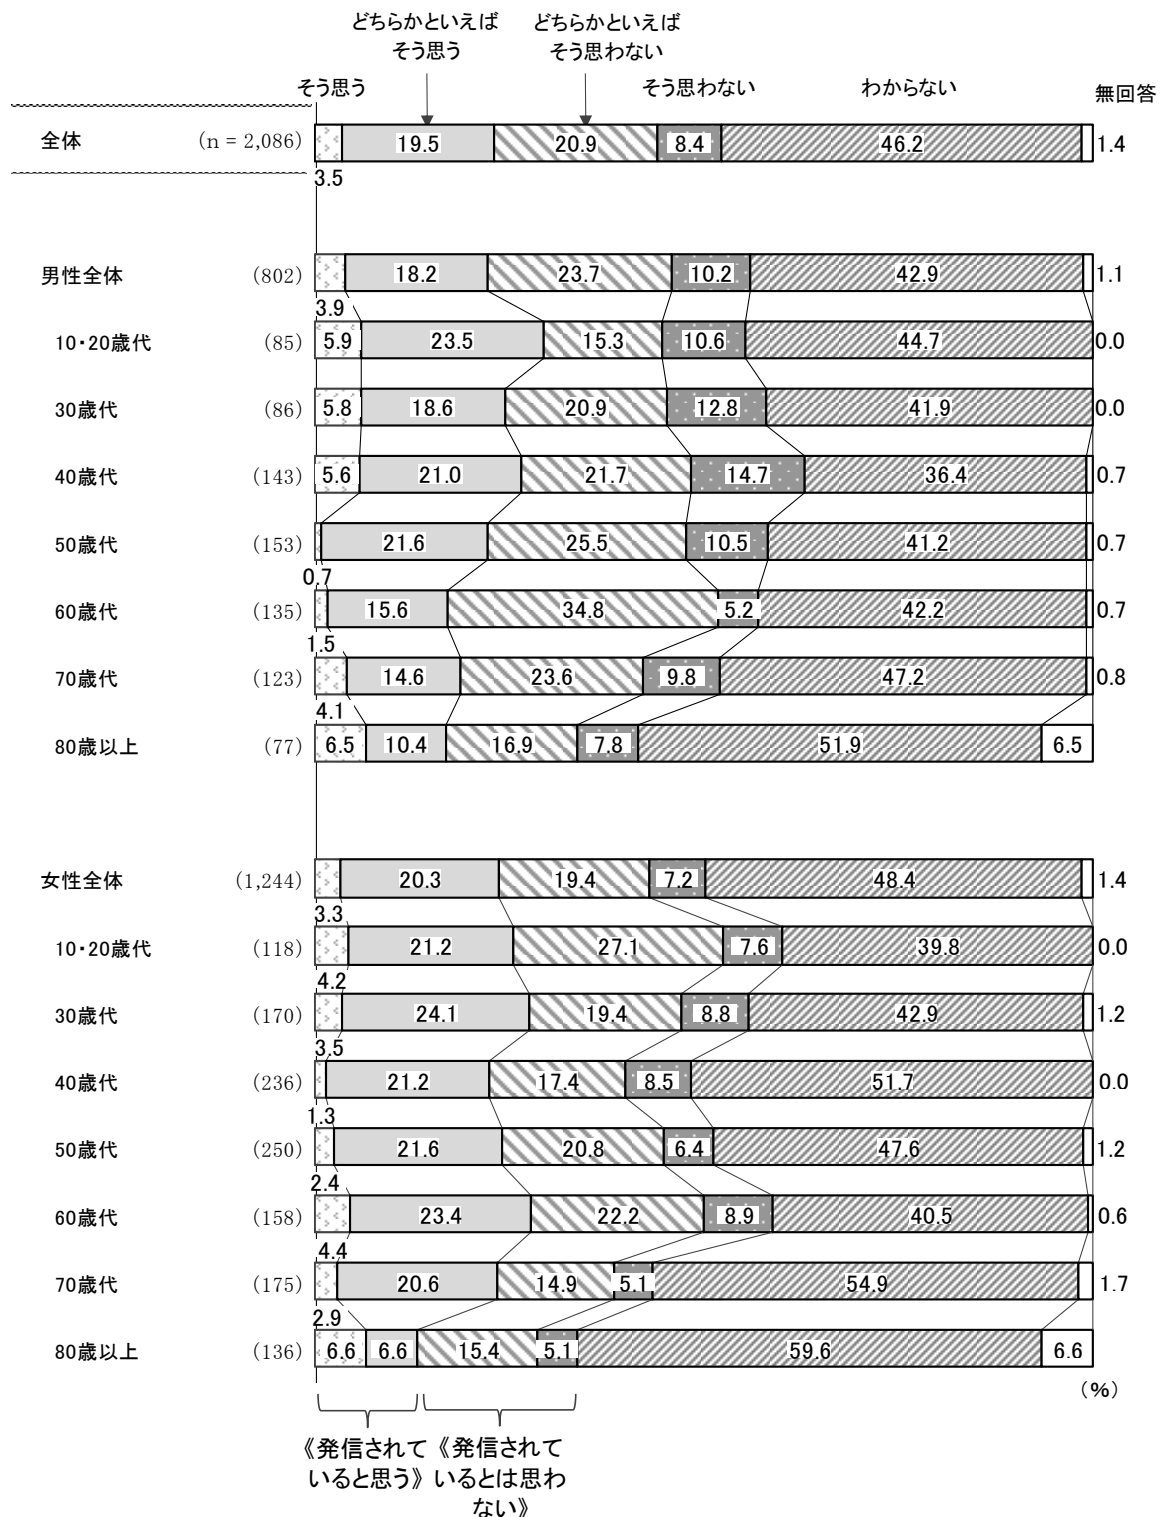 どちらかといえば どちらかといえば
そう思う そう思わない
そう思う そう思わない わからない 無回答
全体 (n = 2,086) 19.5 20.9 8.4 46.2 1.4
3.5
男性全体 (802) 18.2 23.7 10.2 42.9 1.1
3.9
10・20歳代 (85) 5.9 23.5 15.3 10.6 44.7 0.0
30歳代 (86) 5.8 18.6 20.9 12.8 41.9 0.0
40歳代 (143) 5.6 21.0 21.7 14.7 36.4 0.7
50歳代 (153) 21.6 25.5 10.5 41.2 0.7
0.7
60歳代 (135) 15.6 34.8 5.2 42.2 0.7
1.5
70歳代 (123) 14.6 23.6 9.8 47.2 0.8
4.1
80歳以上 (77) 6.5 10.4 16.9 7.8 51.9 6.5
女性全体 (1,244) 20.3 19.4 7.2 48.4 1.4
3.3
10・20歳代 (118) 21.2 27.1 7.6 39.8 0.0
4.2
30歳代 (170) 24.1 19.4 8.8 42.9 1.2
3.5
40歳代 (236) 21.2 17.4 8.5 51.7 0.0
1.3
50歳代 (250) 21.6 20.8 6.4 47.6 1.2
2.4
60歳代 (158) 23.4 22.2 8.9 40.5 0.6
4.4
70歳代 (175) 20.6 14.9 5.1 54.9 1.7
2.9
80歳以上 (136) 6.6 6.6 15.4 5.1 59.6 6.6
(%)
《発信されて 《発信されて
いると思う》 いるとは思わ
ない》